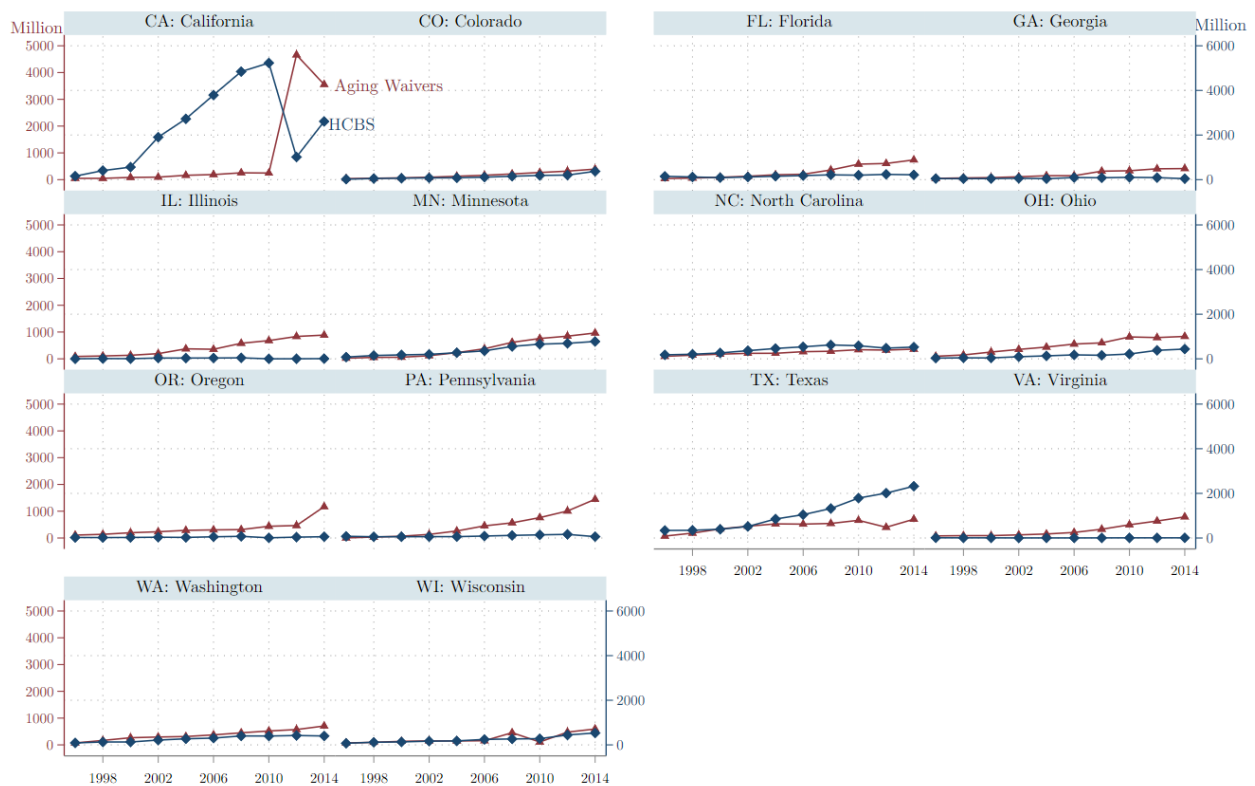 CA: California CO: Colorado FL: Florida GA: Georgia
Million Million
5000 6000
4000
3000 4000
2000 2000
1000
0 0
Aging Waivers
HCBS
IL: Illinois MN: Minnesota NC: North Carolina OH: Ohio
5000 6000
4000
3000 4000
2000 2000
1000
0 0
OR: Oregon PA: Pennsylvania TX: Texas VA: Virginia
5000 6000
4000
3000 4000
2000 2000
1000
0 0
1998 2002 2006 2010 2014 1998 2002 2006 2010 2014
WA: Washington WI: Wisconsin
5000 6000
4000
3000 4000
2000 2000
1000
0 0
1998 2002 2006 2010 2014 1998 2002 2006 2010 2014